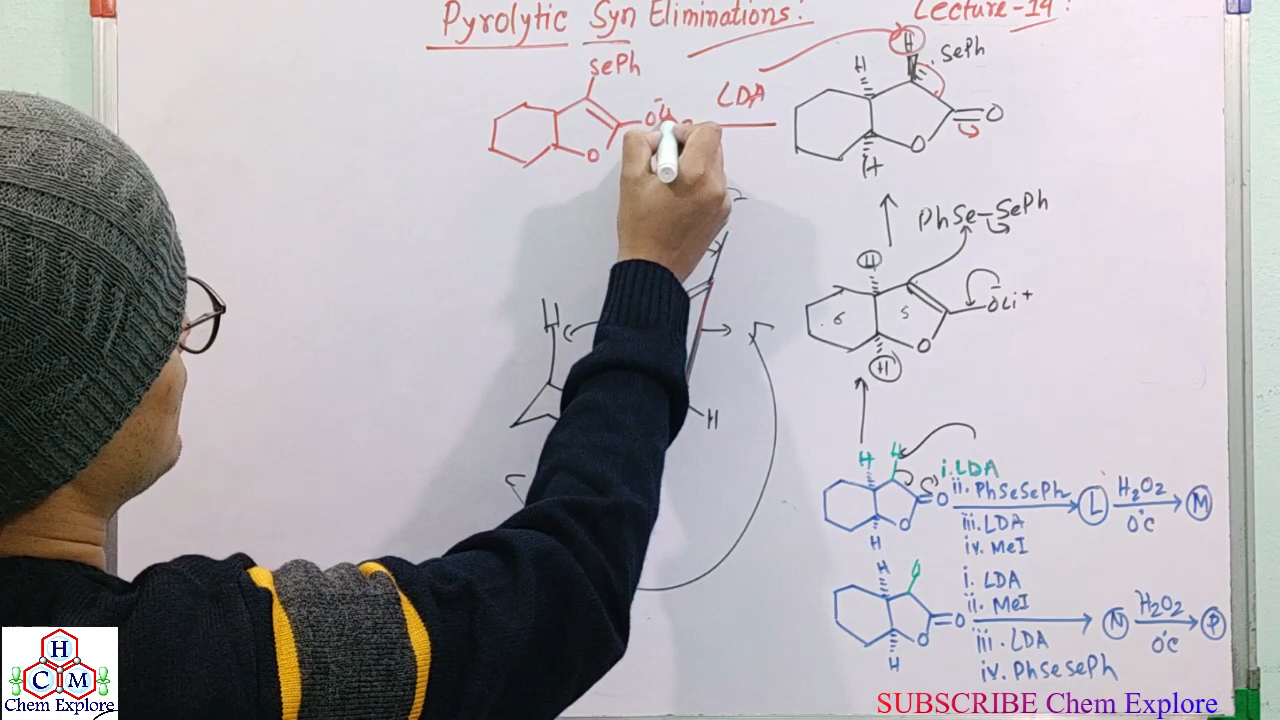 Pyrolytic Syn Eliminations:
Lecture-14:
SePh
O
O
LDA
H
H
SePh
O
O
H
PhSe-SePh
H
6
5
OLi+
O
H
H
H
H
H
O
O
H
i. LDA
ii. PhSeSePh
iii. LDA
iv. MeI
L
H2O2
0°C
M
H
O
O
H
i. LDA
ii. MeI
iii. LDA
iv. PhSeSePh
N
H2O2
0°C
P
H
C M
Chem Explore
SUBSCRIBE Chem Explore